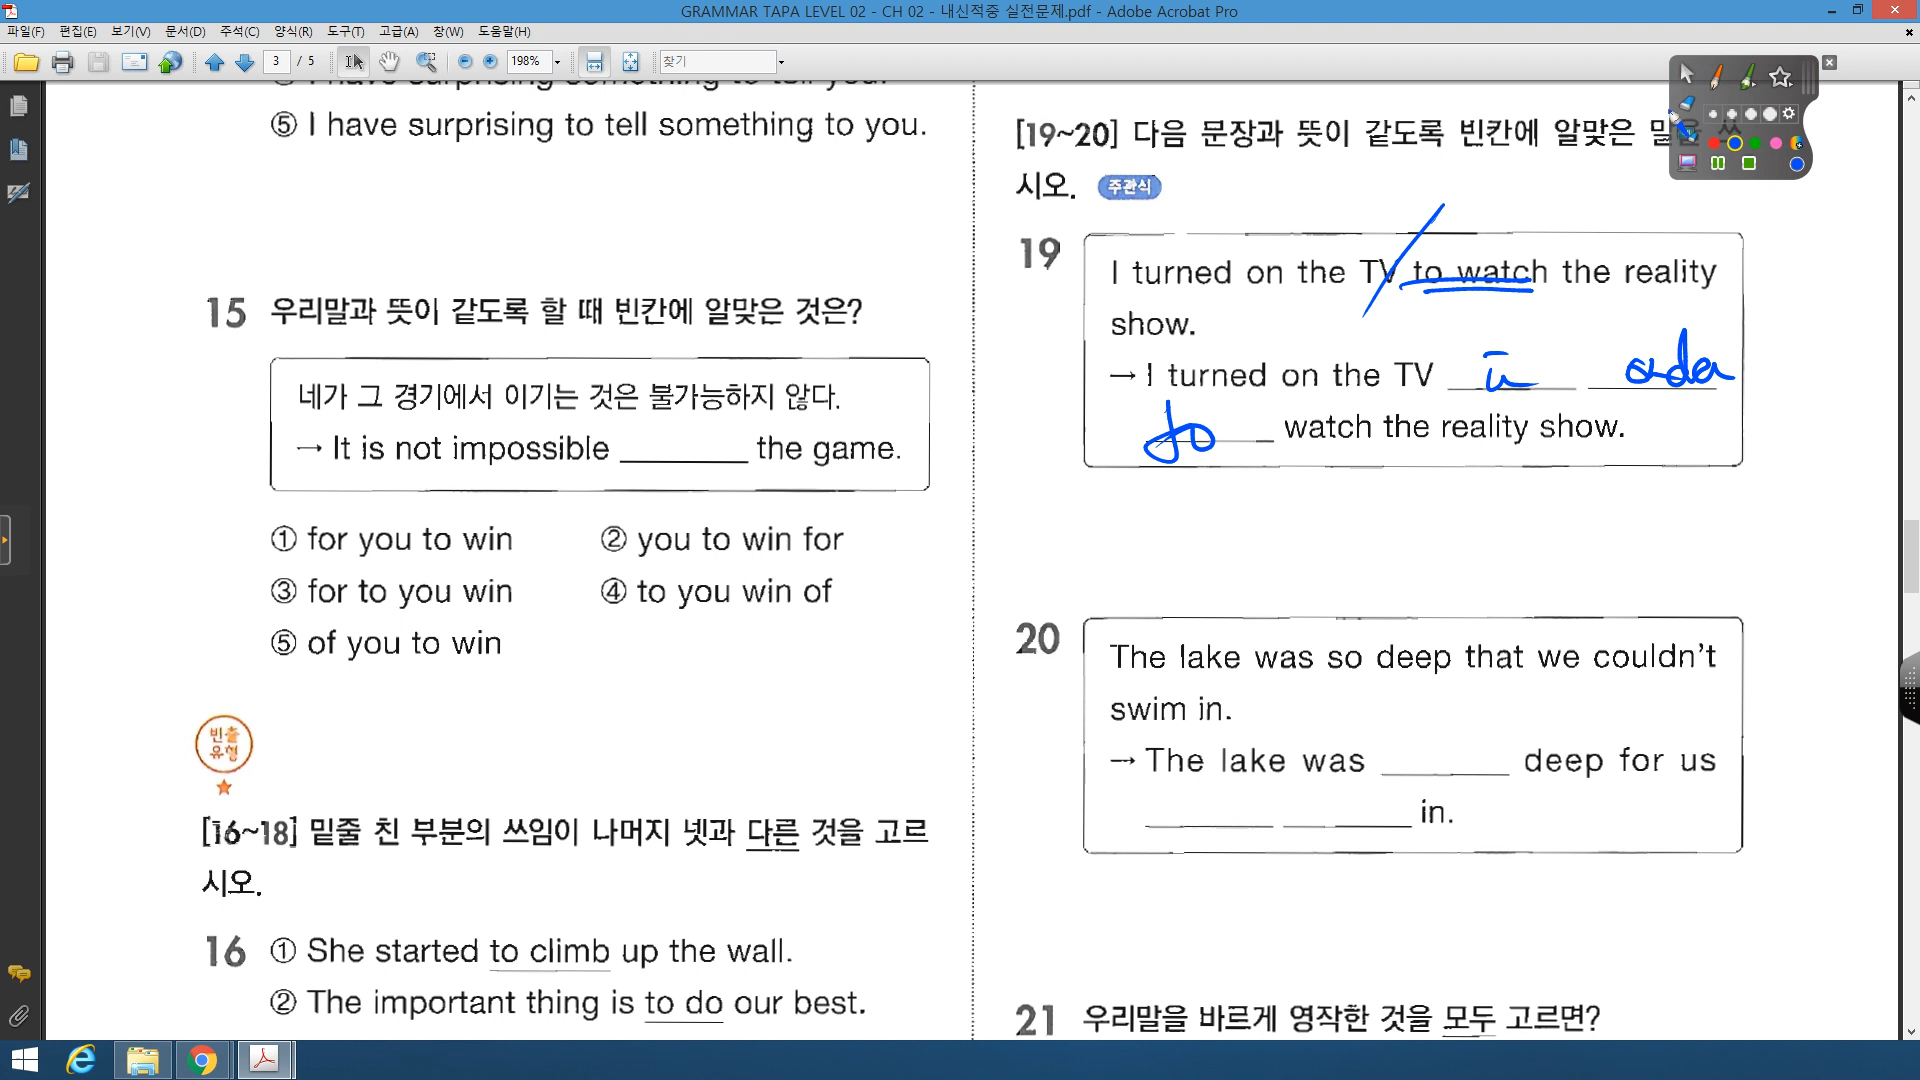 GRAMMAR TAPA LEVEL 02 - CH 02 - 내신적중 실전문제.pdf - Adobe Acrobat Pro
파일(F) 편집(E) 보기(V) 문서(D) 주석(C) 양식(R) 도구(T) 고급(A) 창(W) 도움말(H)
3 / 5 198% 찾기
I have surprising something to tell you.
⑤ I have surprising to tell something to you.
15 우리말과 뜻이 같도록 할 때 빈칸에 알맞은 것은?
네가 그 경기에서 이기는 것은 불가능하지 않다.
→ It is not impossible ________ the game.
① for you to win ② you to win for
③ for to you win ④ to you win of
⑤ of you to win
빈출
유형
[16~18] 밑줄 친 부분의 쓰임이 나머지 넷과 다른 것을 고르
시오.
16 ① She started to climb up the wall.
② The important thing is to do our best.
[19~20] 다음 문장과 뜻이 같도록 빈칸에 알맞은 말을 쓰
시오. 주관식
19 I turned on the TV to watch the reality
show.
→ I turned on the TV in order
to watch the reality show.
20 The lake was so deep that we couldn't
swim in.
→ The lake was ________ deep for us
________ ________ in.
21 우리말을 바르게 영작한 것을 모두 고르면?